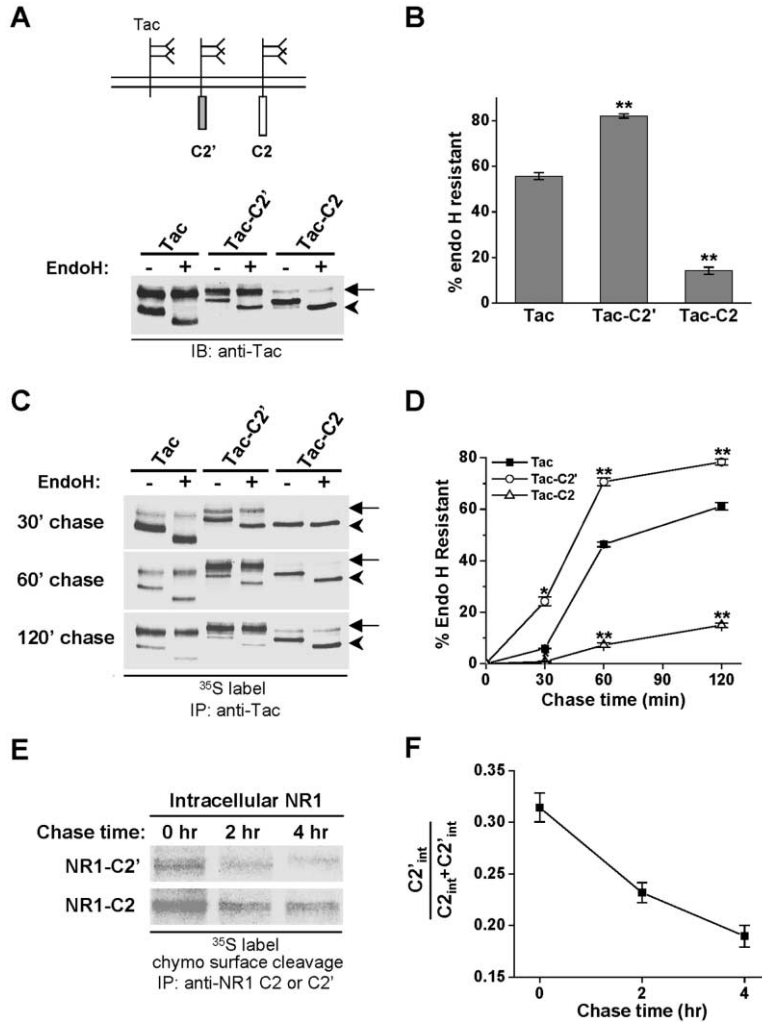 A
Tac
C2’
C2
Tac
Tac-C2’
Tac-C2
EndoH: - + - + - +
IB: anti-Tac
B
% endo H resistant
80
60
40
20
0
**
**
Tac Tac-C2’ Tac-C2
C
Tac
Tac-C2’
Tac-C2
EndoH: - + - + - +
30’ chase
60’ chase
120’ chase
35S label
IP: anti-Tac
D
% Endo H Resistant
80
60
40
20
0
Tac
Tac-C2’
Tac-C2
*
**
**
**
**
0 30 60 90 120
Chase time (min)
E
Intracellular NR1
Chase time: 0 hr 2 hr 4 hr
NR1-C2’
NR1-C2
35S label
chymo surface cleavage
IP: anti-NR1 C2 or C2’
F
C2’int
C2int+C2’int
0.35
0.30
0.25
0.20
0.15
0 2 4
Chase time (hr)